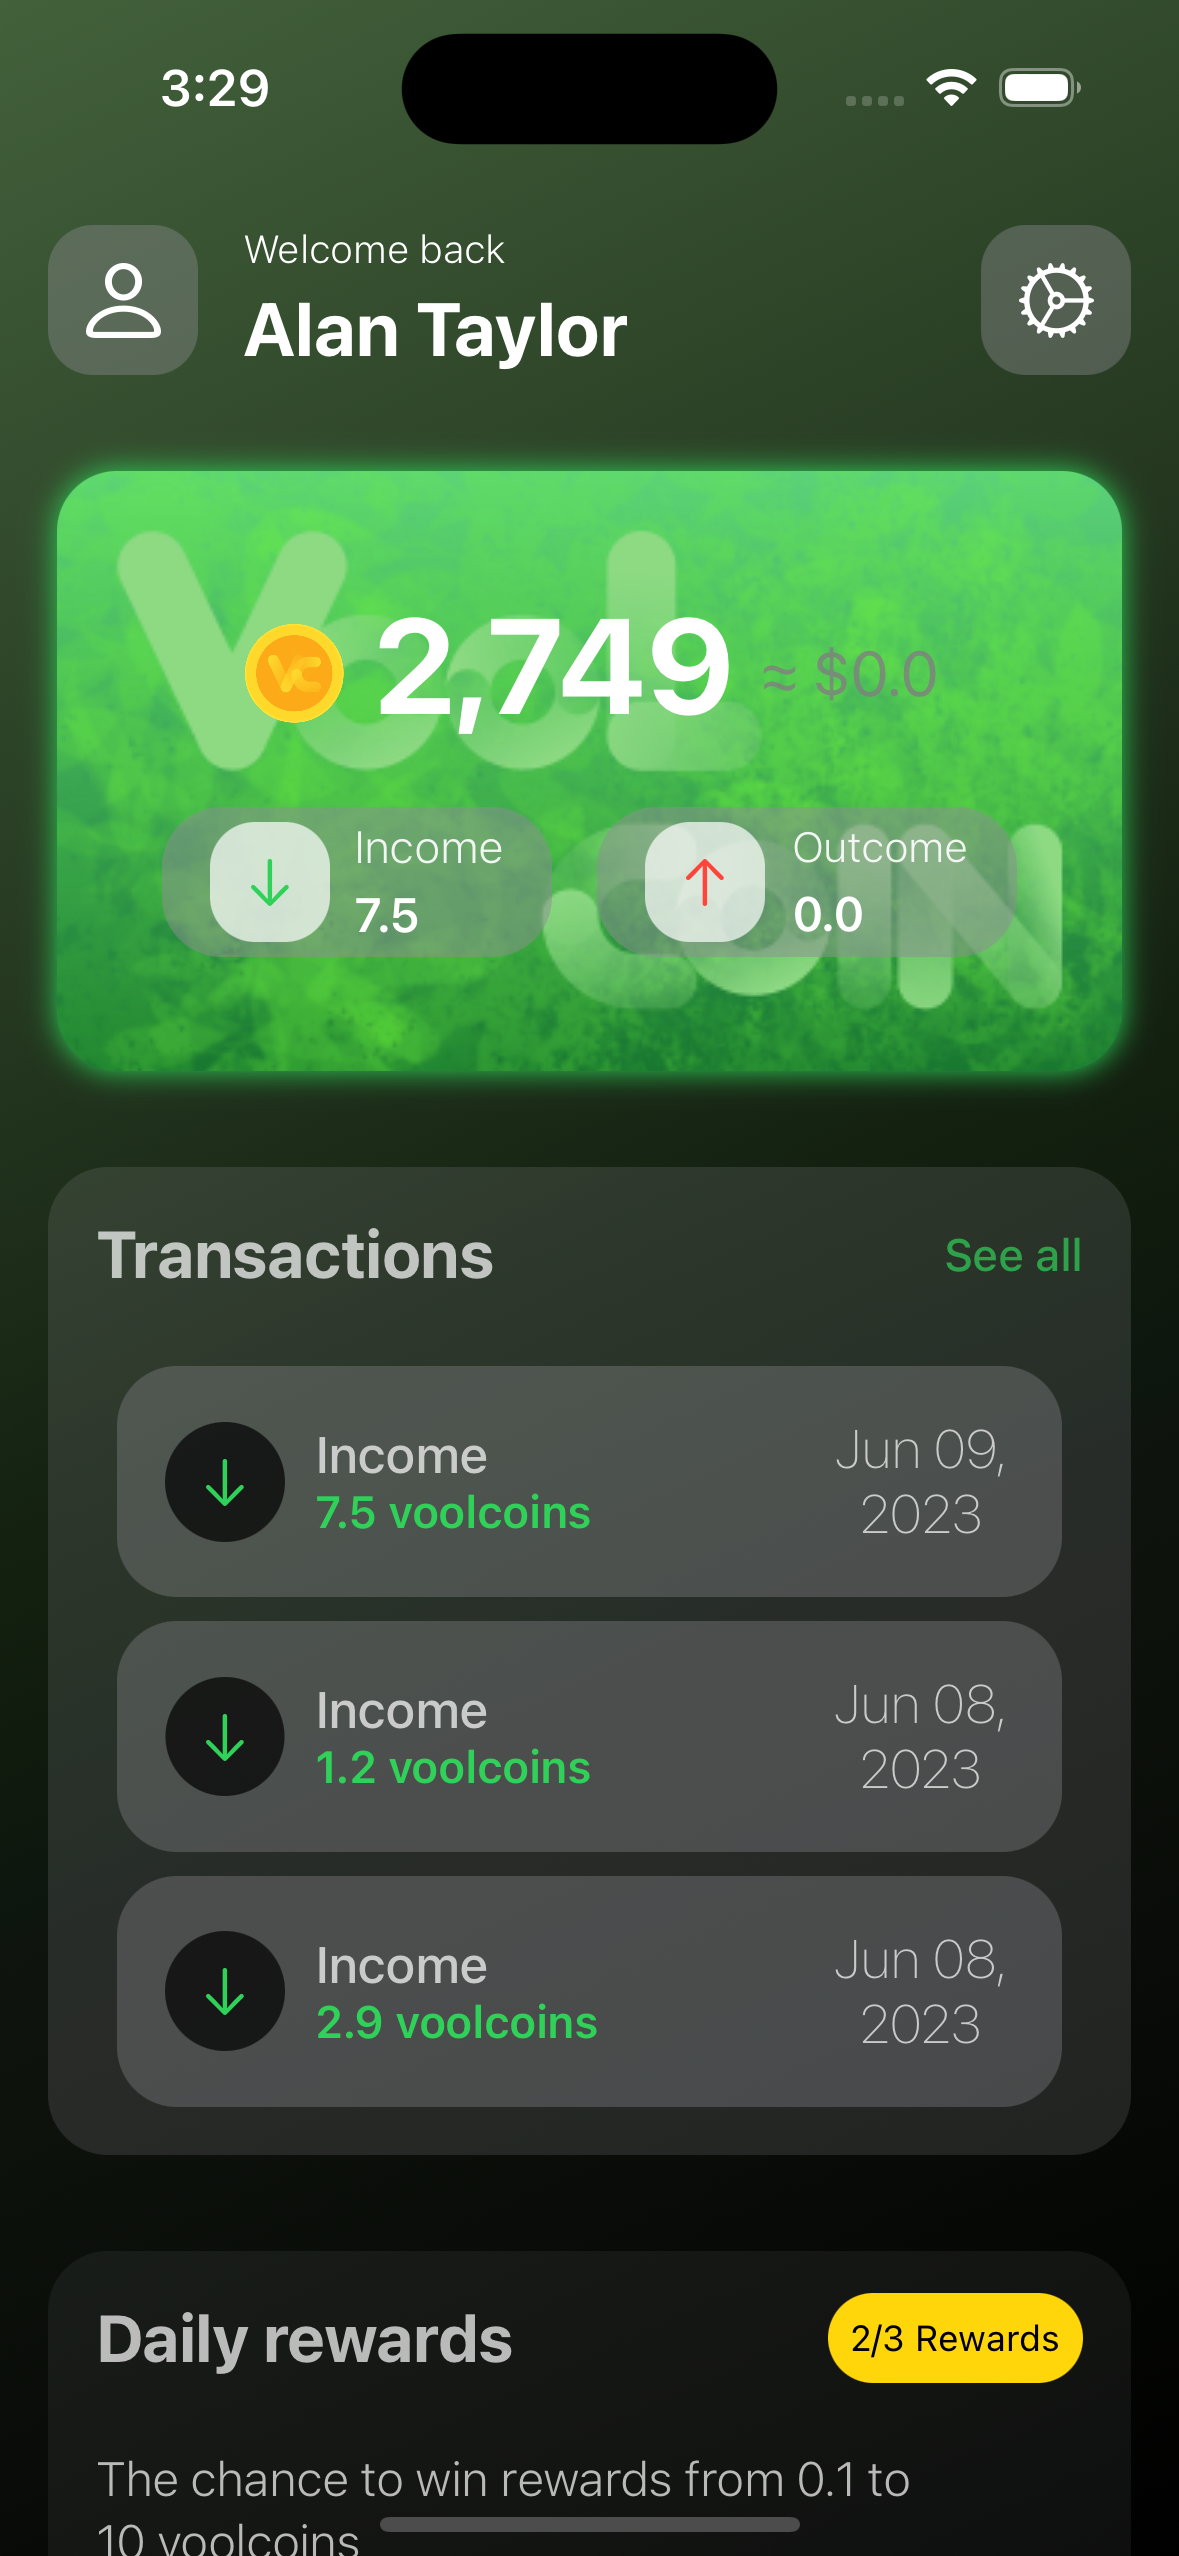 3:29
Welcome back
Alan Taylor
VooL
VC 2,749 ≈ $0.0
Income
7.5
Outcome
0.0
COIN
Transactions
See all
Income
7.5 voolcoins
Jun 09,
2023
Income
1.2 voolcoins
Jun 08,
2023
Income
2.9 voolcoins
Jun 08,
2023
Daily rewards
2/3 Rewards
The chance to win rewards from 0.1 to
10 voolcoins